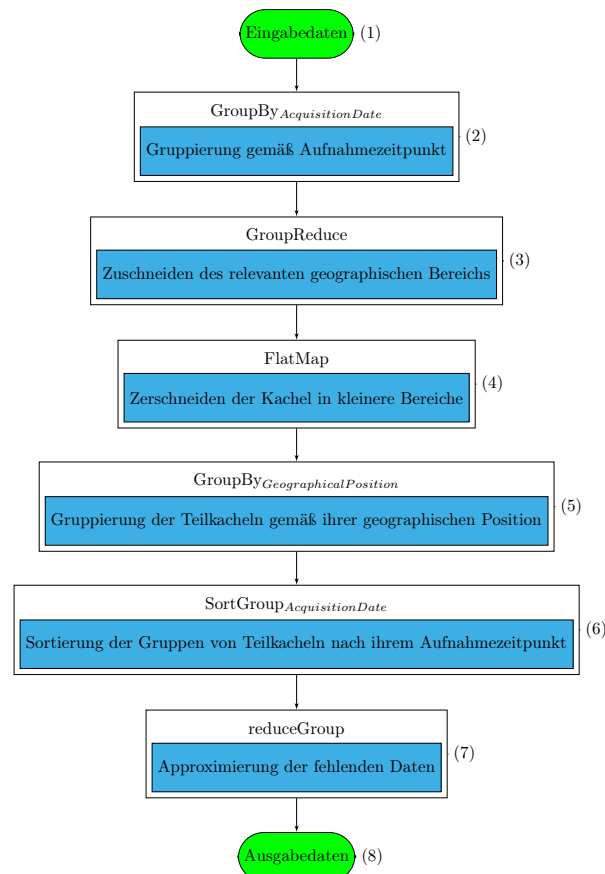 Eingabedaten (1)
GroupBy_AcquisitionDate
Gruppierung gemäß Aufnahmezeitpunkt (2)
GroupReduce
Zuschneiden des relevanten geographischen Bereichs (3)
FlatMap
Zerschneiden der Kachel in kleinere Bereiche (4)
GroupBy_GeographicalPosition
Gruppierung der Teilkacheln gemäß ihrer geographischen Position (5)
SortGroup_AcquisitionDate
Sortierung der Gruppen von Teilkacheln nach ihrem Aufnahmezeitpunkt (6)
reduceGroup
Approximierung der fehlenden Daten (7)
Ausgabedaten (8)